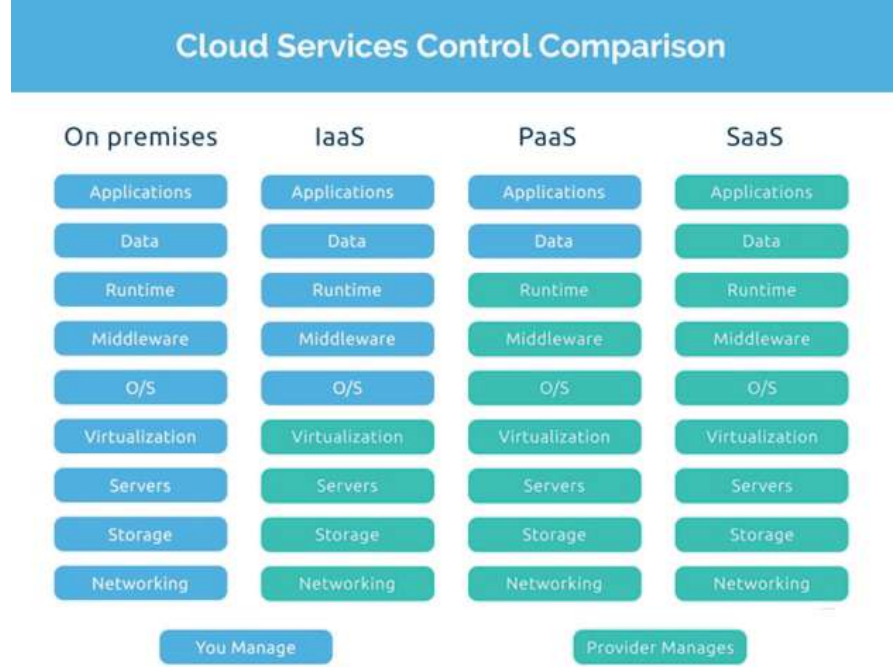 Cloud Services Control Comparison
On premises IaaS PaaS SaaS
Applications Applications Applications Applications
Data Data Data Data
Runtime Runtime Runtime Runtime
Middleware Middleware Middleware Middleware
O/S O/S O/S O/S
Virtualization Virtualization Virtualization Virtualization
Servers Servers Servers Servers
Storage Storage Storage Storage
Networking Networking Networking Networking
You Manage Provider Manages